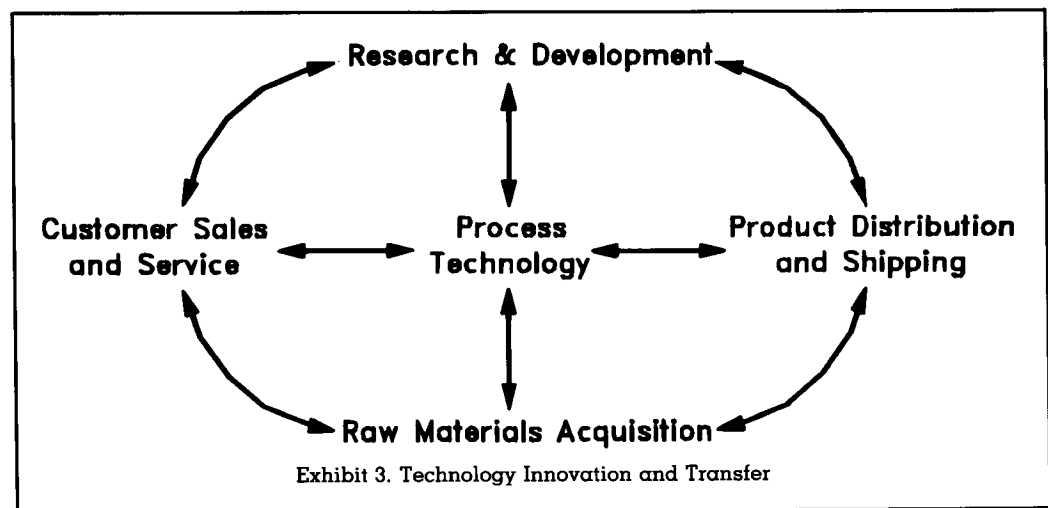 Research & Development
Customer Sales
and Service
Process
Technology
Product Distribution
and Shipping
Raw Materials Acquisition
Exhibit 3. Technology Innovation and Transfer